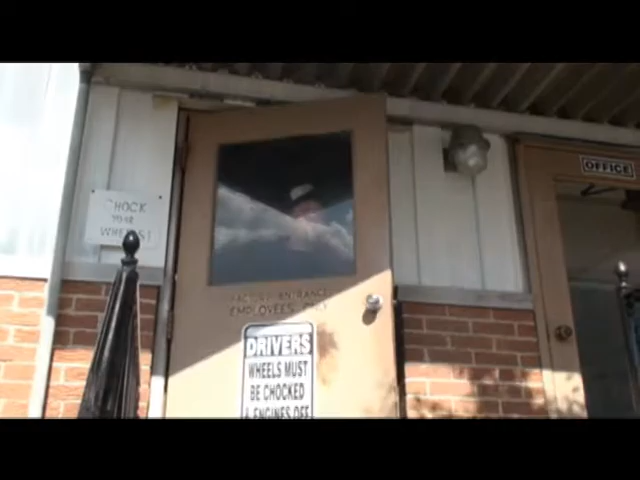 OFFICE
CHOCK
YOUR
WHEELS!
FACTORY ENTRANCE
EMPLOYEES ONLY
DRIVERS
WHEELS MUST
BE CHOCKED
& ENGINES OFF